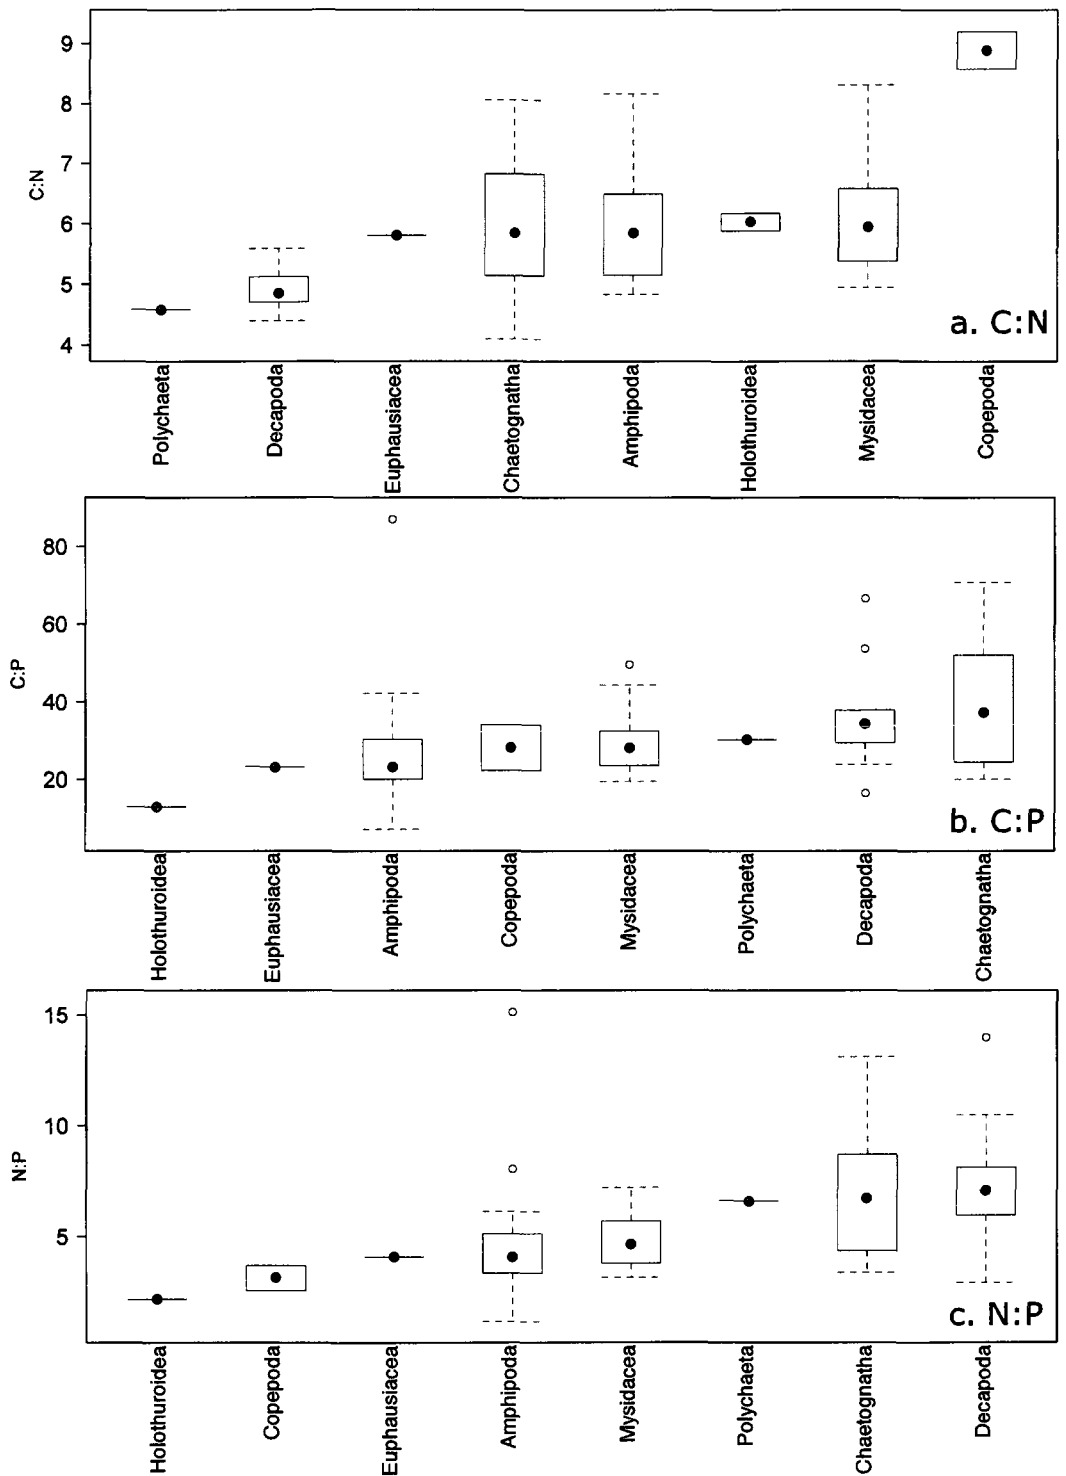 9
8
7
6
5
4
C:N
a. C:N
Polychaeta
Decapoda
Euphausiacea
Chaetognatha
Amphipoda
Holothuroidea
Mysidacea
Copepoda
80
60
40
20
C:P
b. C:P
Holothuroidea
Euphausiacea
Amphipoda
Copepoda
Mysidacea
Polychaeta
Decapoda
Chaetognatha
15
10
5
N:P
c. N:P
Holothuroidea
Copepoda
Euphausiacea
Amphipoda
Mysidacea
Polychaeta
Chaetognatha
Decapoda